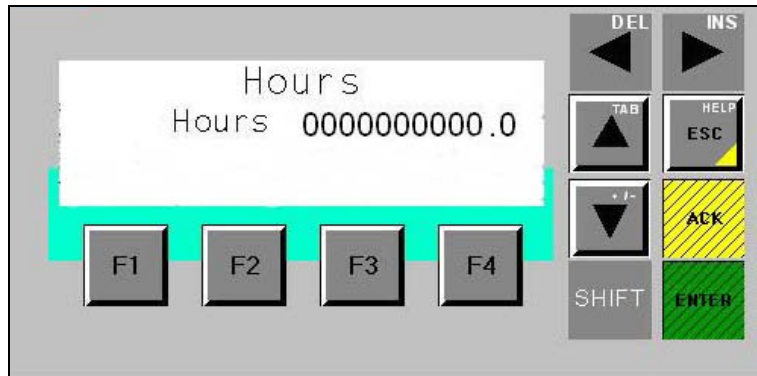 Hours
Hours 0000000000.0
F1 F2 F3 F4
DEL INS
TAB HELP
ESC
+/-
ACK
SHIFT ENTER